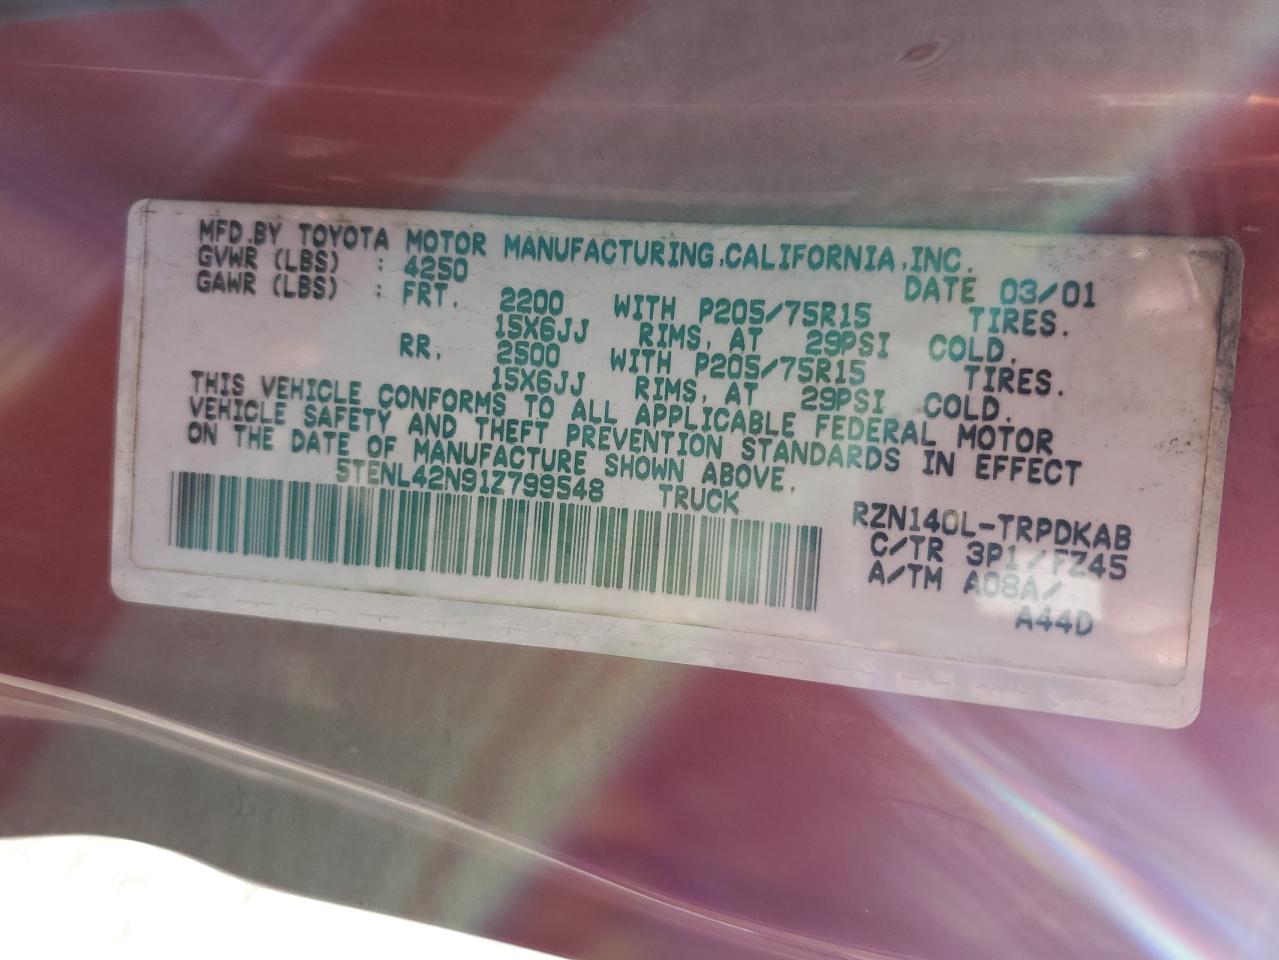 MFD.BY TOYOTA MOTOR MANUFACTURING.CALIFORNIA,INC.
GVWR (LBS) : 4250 DATE 03/01
GAWR (LBS) : FRT. 2200 WITH P205/75R15 TIRES.
15X6JJ RIMS, AT 29PSI COLD.
RR. 2500 WITH P205/75R15 TIRES.
15X6JJ RIMS, AT 29PSI COLD.
THIS VEHICLE CONFORMS TO ALL APPLICABLE FEDERAL MOTOR
VEHICLE SAFETY AND THEFT PREVENTION STANDARDS IN EFFECT
ON THE DATE OF MANUFACTURE SHOWN ABOVE.
5TENL42N91Z799548 TRUCK
RZN140L-TRPDKAB
C/TR 3P1/FZ45
A/TM A08A/
A44D